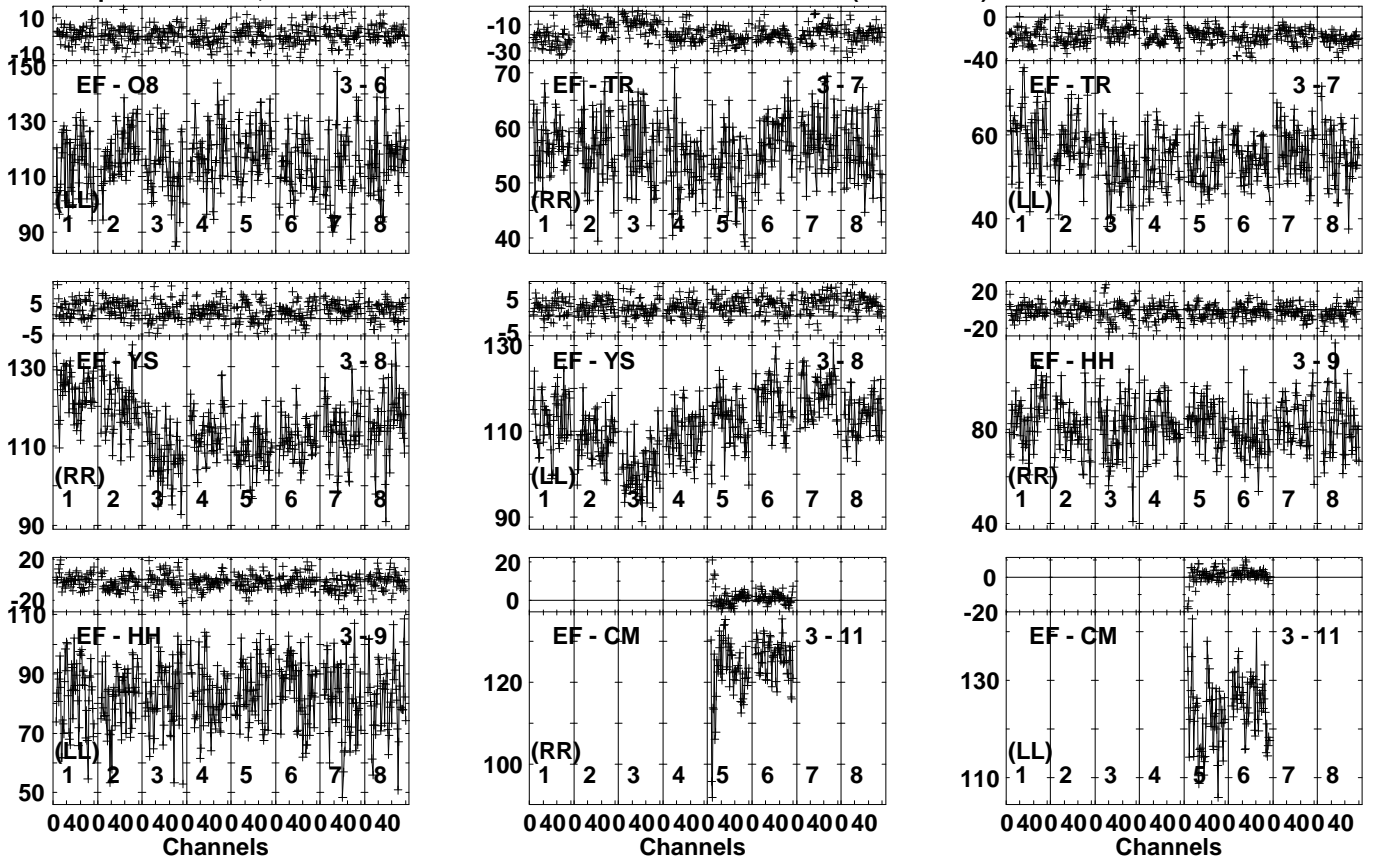 10
-10
150
EF - O8 3 - 6
130
110
(LL)
90
1 2 3 4 5 6 7 8
-10
-30
70
EF - TR 3 - 7
60
50
(RR)
40
1 2 3 4 5 6 7 8
0
-40
EF - TR 3 - 7
60
(LL)
40
1 2 3 4 5 6 7 8
5
-5
130
EF - YS 3 - 8
110
(RR)
90
1 2 3 4 5 6 7 8
5
-5
130
EF - YS 3 - 8
110
(LL)
90
1 2 3 4 5 6 7 8
20
-20
EF - HH 3 - 9
80
(RR)
40
1 2 3 4 5 6 7 8
20
-20
110
EF - HH 3 - 9
90
70
(LL)
50
1 2 3 4 5 6 7 8
0 40 0 40 0 40 0 40 0 40 0 40 0 40 0 40
Channels
20
0
EF - CM 3 - 11
120
(RR)
100
1 2 3 4 5 6 7 8
0 40 0 40 0 40 0 40 0 40 0 40 0 40 0 40
Channels
0
-20
EF - CM 3 - 11
130
(LL)
110
1 2 3 4 5 6 7 8
0 40 0 40 0 40 0 40 0 40 0 40 0 40 0 40
Channels